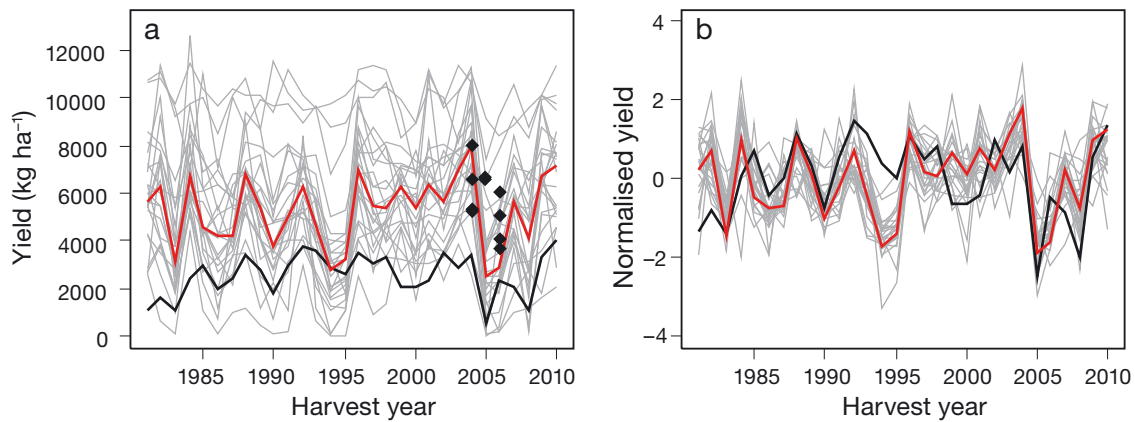 a
12000
10000
8000
6000
4000
2000
0
Yield (kg ha⁻¹)
1985 1990 1995 2000 2005 2010
Harvest year
b
4
2
0
−2
−4
Normalised yield
1985 1990 1995 2000 2005 2010
Harvest year